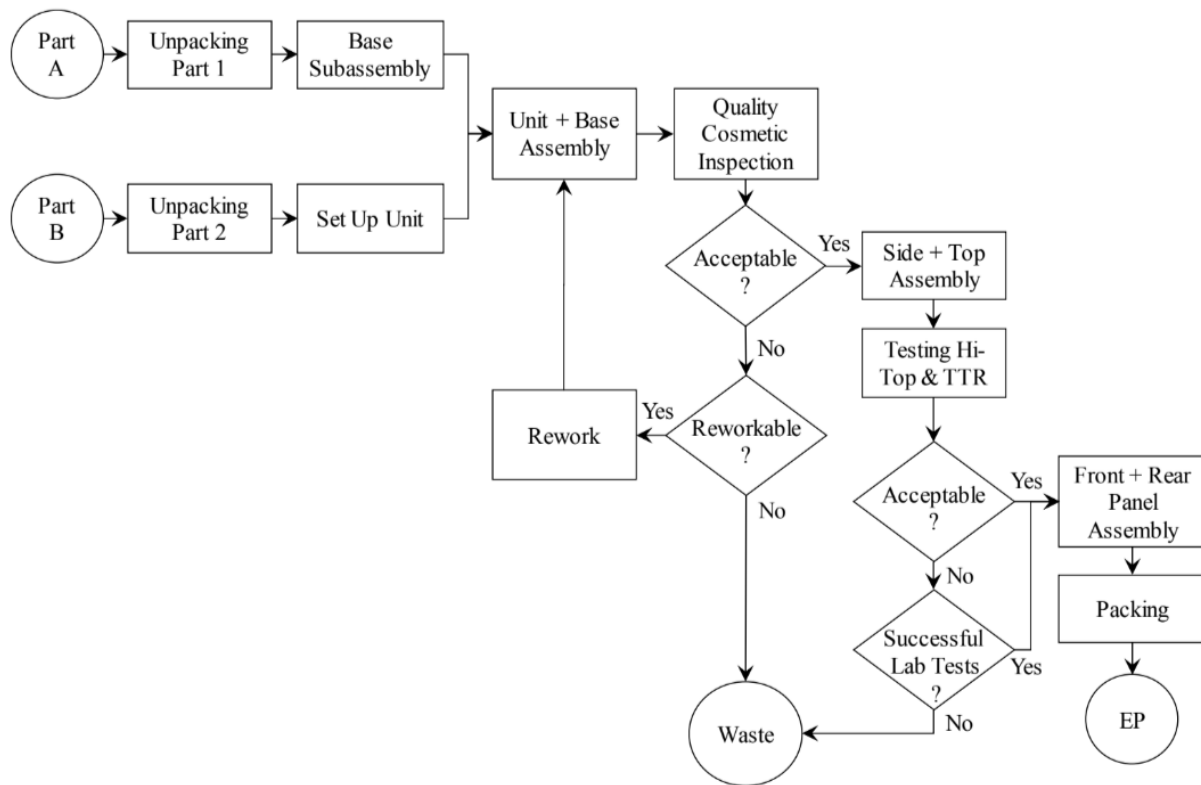 Part
A
Unpacking
Part 1
Base
Subassembly
Part
B
Unpacking
Part 2
Set Up Unit
Unit + Base
Assembly
Quality
Cosmetic
Inspection
Acceptable
?
Yes
No
Reworkable
?
Yes
No
Rework
Side + Top
Assembly
Testing Hi-
Top & TTR
Acceptable
?
Yes
No
Successful
Lab Tests
?
Yes
No
Waste
Front + Rear
Panel
Assembly
Packing
EP